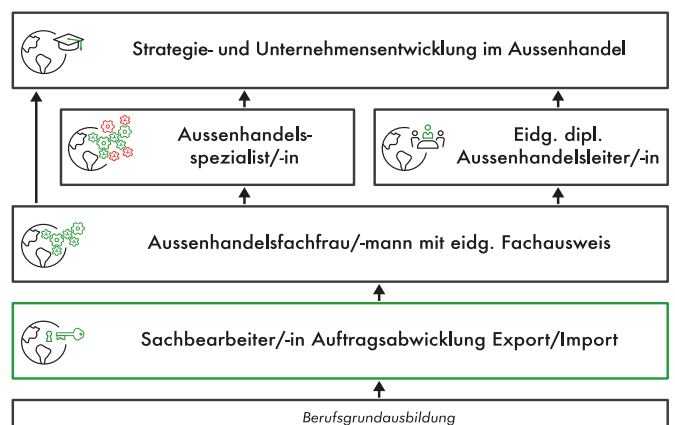 Strategie- und Unternehmensentwicklung im Aussenhandel
Aussenhandels-
spezialist/-in
Eidg. dipl.
Aussenhandelsleiter/-in
Aussenhandelsfachfrau/-mann mit eidg. Fachausweis
Sachbearbeiter/-in Auftragsabwicklung Export/Import
Berufsgrundausbildung